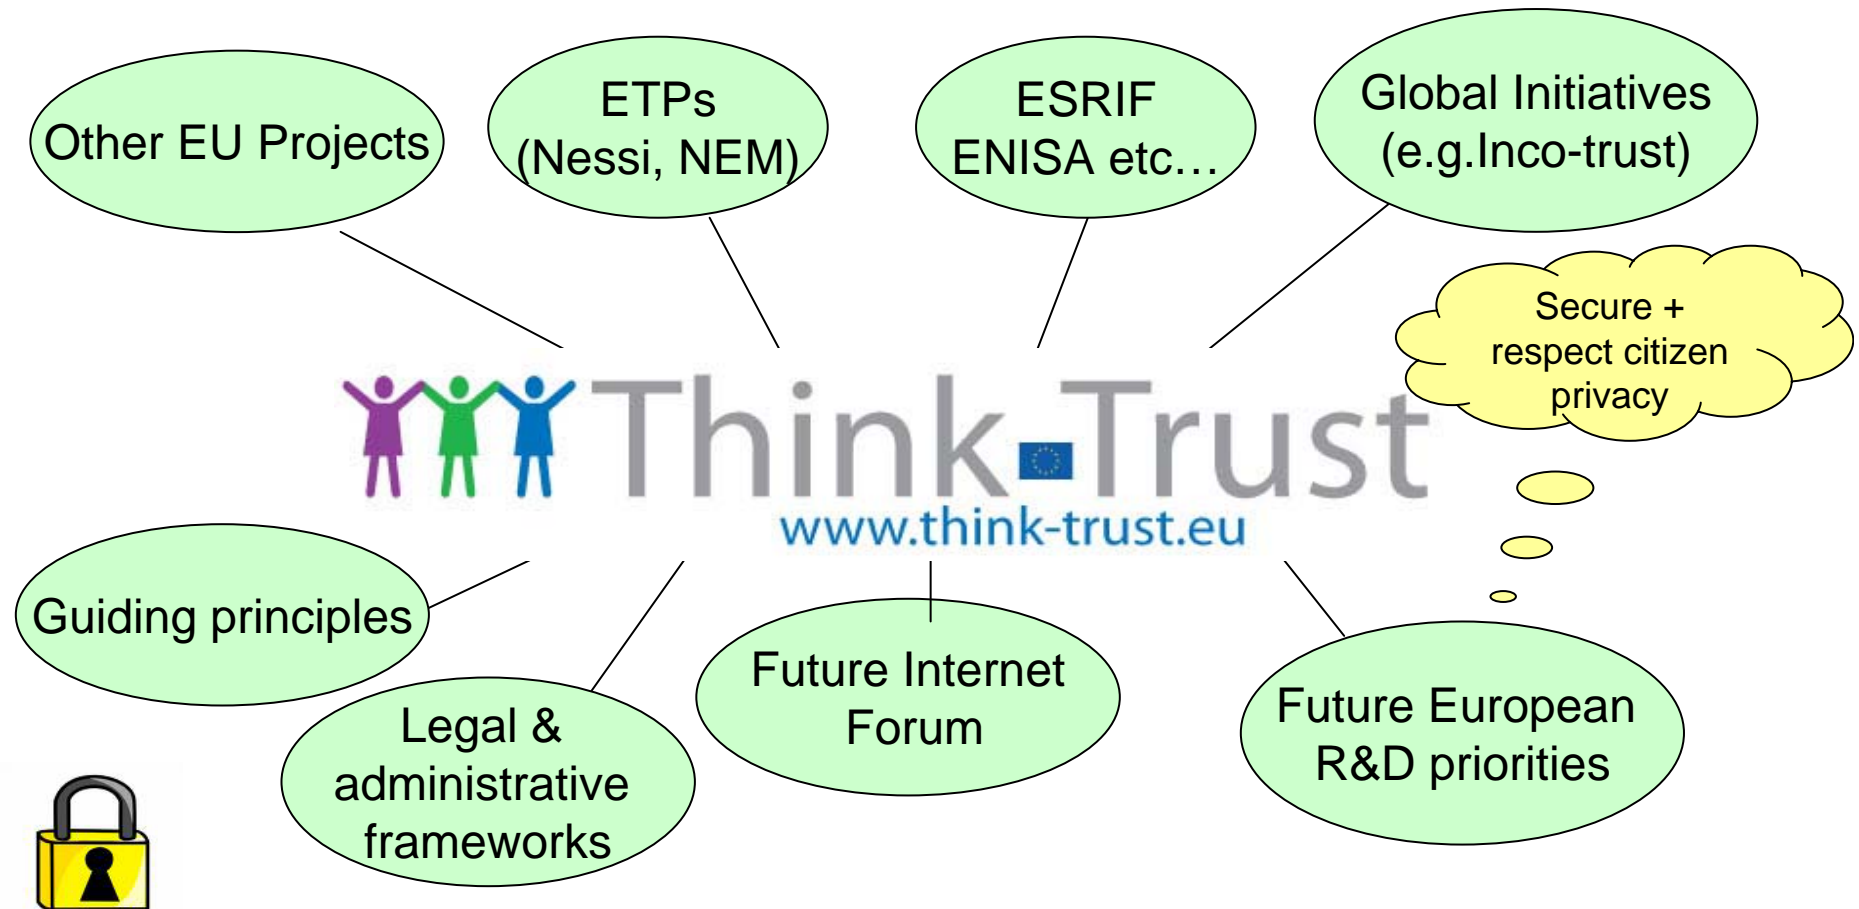 Other EU Projects
ETPs
(Nessi, NEM)
ESRIF
ENISA etc…
Global Initiatives
(e.g.Inco-trust)
Secure +
respect citizen
privacy
Think-Trust
www.think-trust.eu
Guiding principles
Legal &
administrative
frameworks
Future Internet
Forum
Future European
R&D priorities